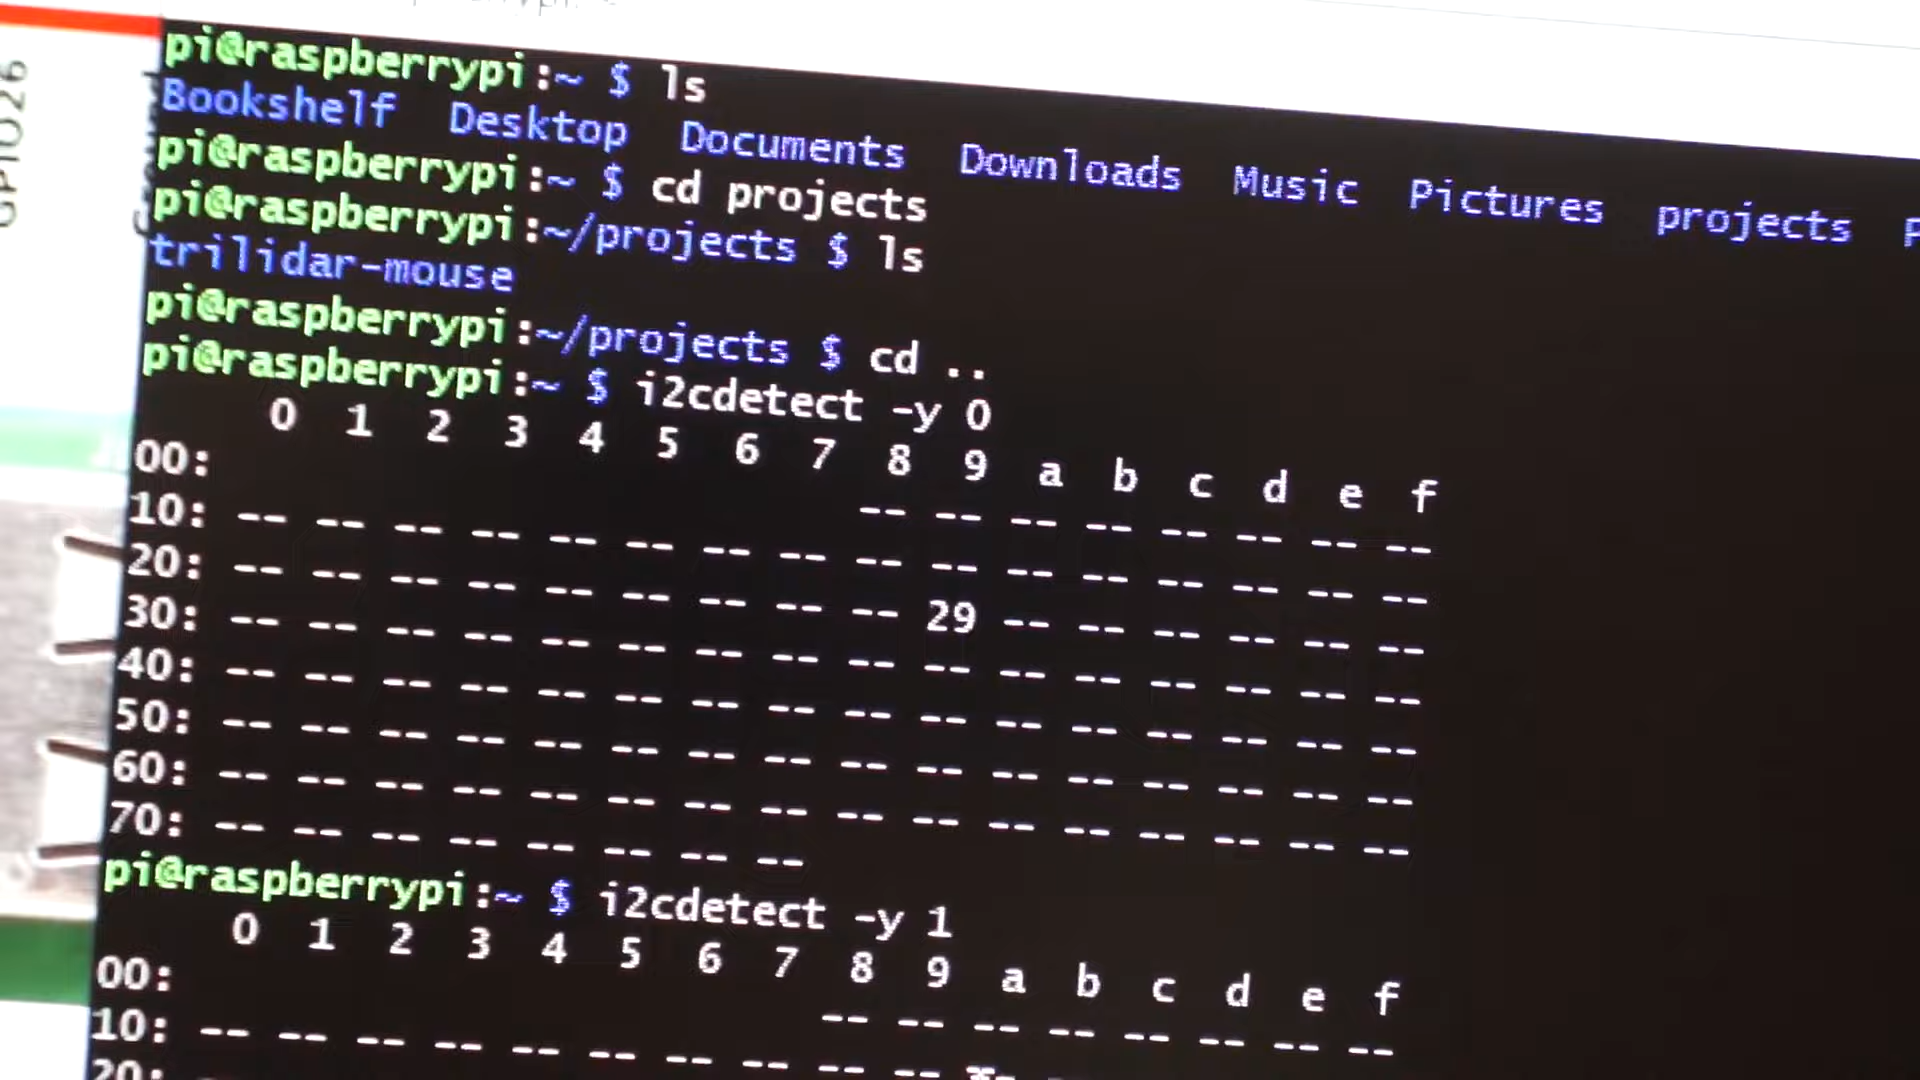 GPIO26
pi@raspberrypi:~ $ ls
Bookshelf Desktop Documents Downloads Music Pictures projects
pi@raspberrypi:~ $ cd projects
pi@raspberrypi:~/projects $ ls
trilidar-mouse
pi@raspberrypi:~/projects $ cd ..
pi@raspberrypi:~ $ i2cdetect -y 0
0 1 2 3 4 5 6 7 8 9 a b c d e f
00: -- -- -- -- -- -- -- --
10: -- -- -- -- -- -- -- -- -- -- -- -- -- -- -- --
20: -- -- -- -- -- -- -- -- -- 29 -- -- -- -- -- --
30: -- -- -- -- -- -- -- -- -- -- -- -- -- -- -- --
40: -- -- -- -- -- -- -- -- -- -- -- -- -- -- -- --
50: -- -- -- -- -- -- -- -- -- -- -- -- -- -- -- --
60: -- -- -- -- -- -- -- -- -- -- -- -- -- -- -- --
70: -- -- -- -- -- -- -- --
pi@raspberrypi:~ $ i2cdetect -y 1
0 1 2 3 4 5 6 7 8 9 a b c d e f
00: -- -- -- -- -- -- -- --
10: -- -- -- -- -- -- -- -- -- --
20: